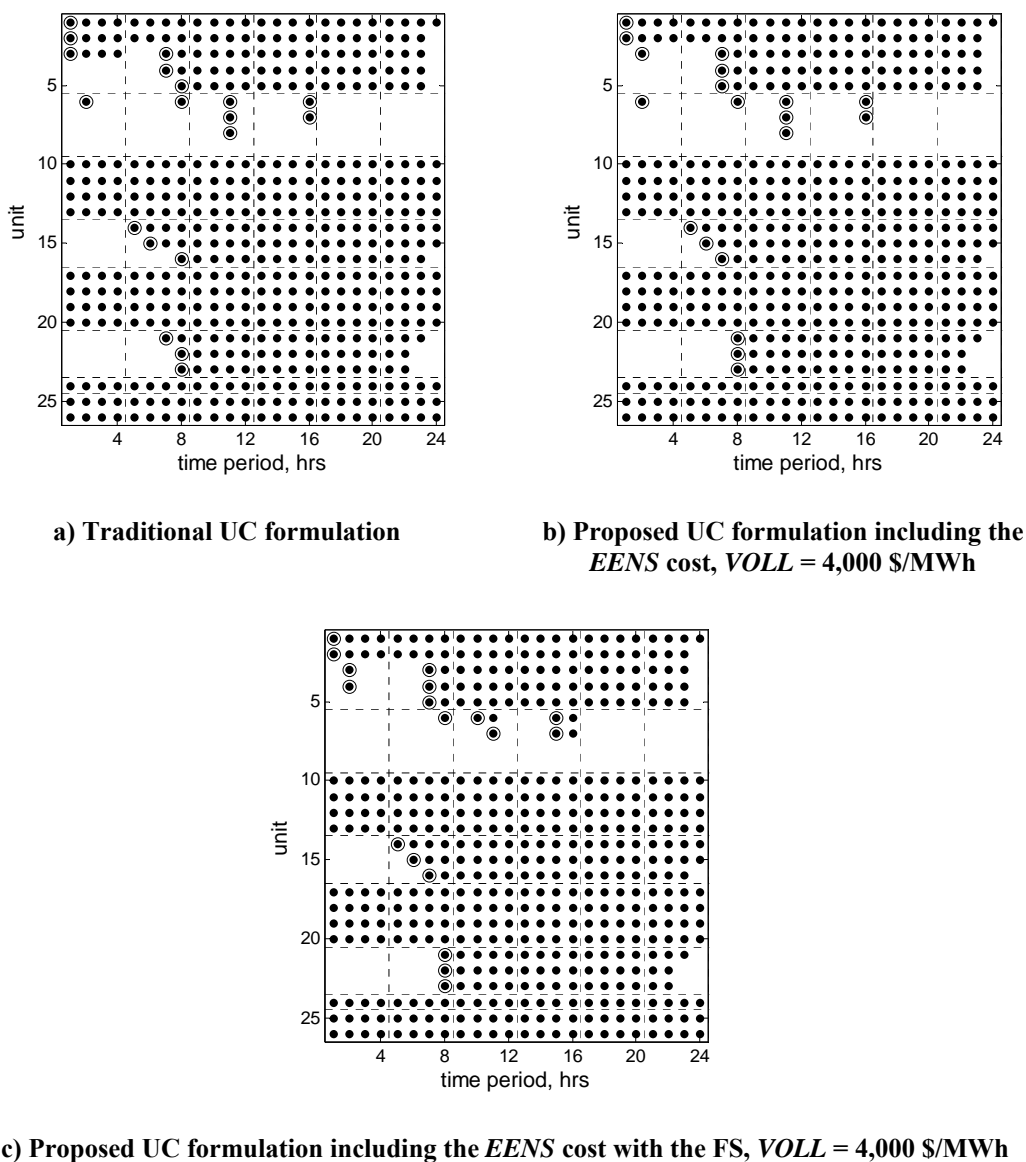 5
10
15
20
25
unit
4 8 12 16 20 24
time period, hrs
5
10
15
20
25
unit
4 8 12 16 20 24
time period, hrs
a) Traditional UC formulation
b) Proposed UC formulation including the
EENS cost, VOLL = 4,000 $/MWh
5
10
15
20
25
unit
4 8 12 16 20 24
time period, hrs
c) Proposed UC formulation including the EENS cost with the FS, VOLL = 4,000 $/MWh